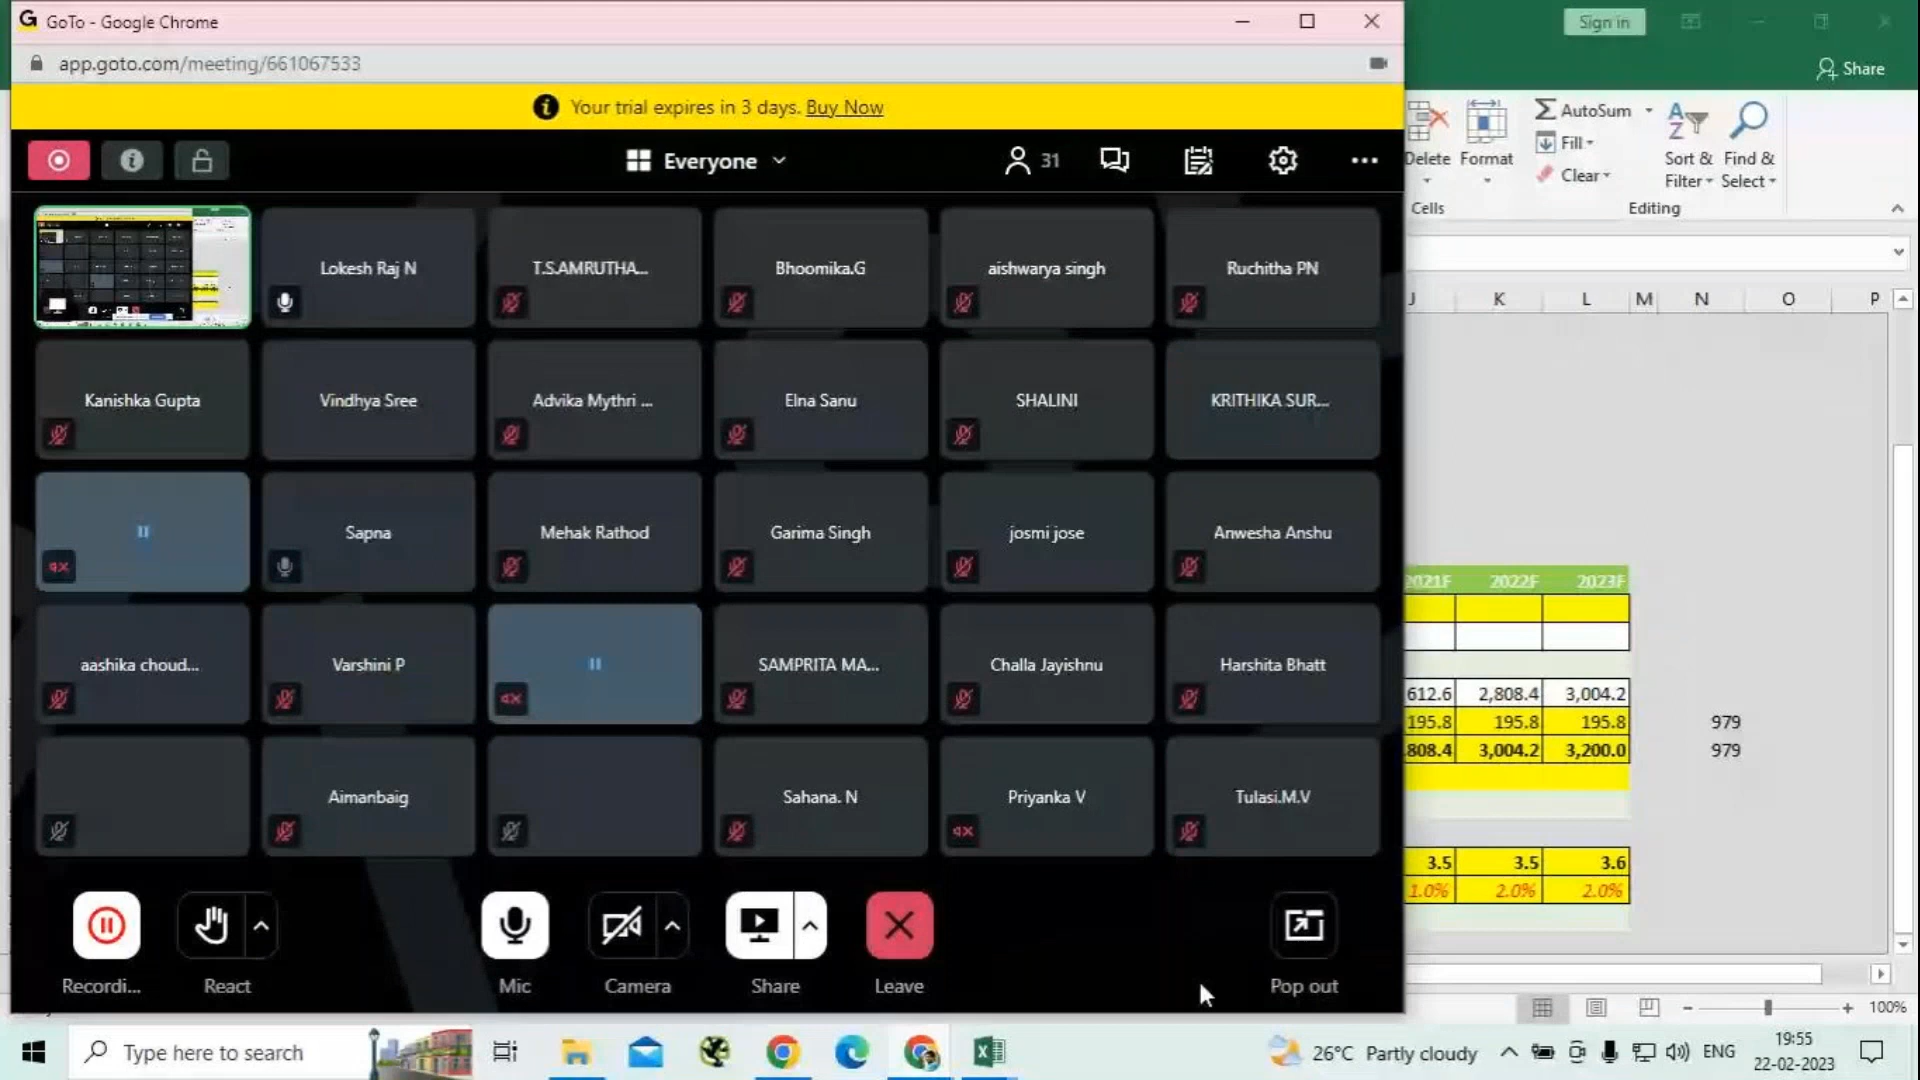 G GoTo - Google Chrome
app.goto.com/meeting/661067533
Your trial expires in 3 days. Buy Now
Everyone
31
Lokesh Raj N
T.S.AMRUTHA...
Bhoomika.G
aishwarya singh
Ruchitha PN
Kanishka Gupta
Vindhya Sree
Advika Mythri ...
Elna Sanu
SHALINI
KRITHIKA SUR...
Sapna
Mehak Rathod
Garima Singh
josmi jose
Anwesha Anshu
aashika choud...
Varshini P
SAMPRITA MA...
Challa Jayishnu
Harshita Bhatt
Aimanbaig
Sahana. N
Priyanka V
Tulasi.M.V
Recordi...
React
Mic
Camera
Share
Leave
Pop out
Sign in
Share
Delete
Format
AutoSum
Fill
Clear
Sort &
Filter
Find &
Select
Cells
Editing
J K L M N O P
2021F 2022F 2023F
612.6 2,808.4 3,004.2
195.8 195.8 195.8 979
808.4 3,004.2 3,200.0 979
3.5 3.5 3.6
1.0% 2.0% 2.0%
100%
Type here to search
26°C Partly cloudy
ENG
19:55
22-02-2023